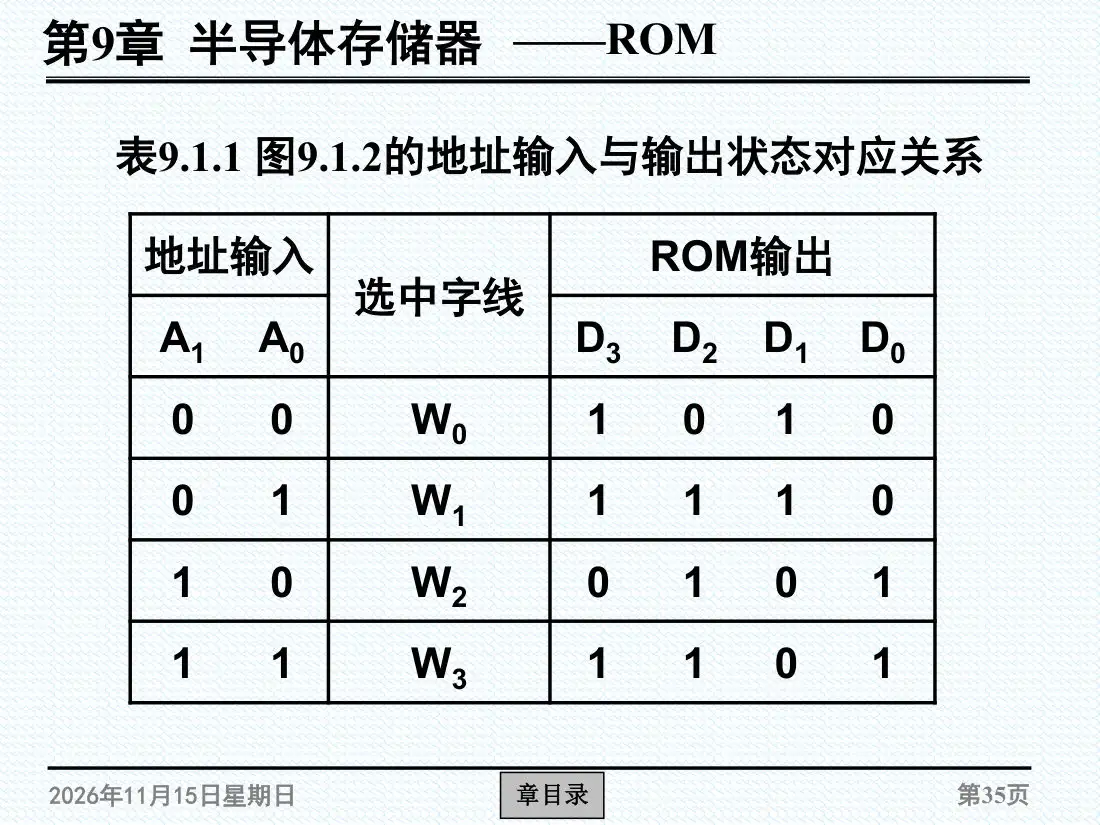 第9章 半导体存储器 ——ROM
表9.1.1 图9.1.2的地址输入与输出状态对应关系
地址输入 选中字线 ROM输出
A₁ A₀ D₃ D₂ D₁ D₀
0 0 W₀ 1 0 1 0
0 1 W₁ 1 1 1 0
1 0 W₂ 0 1 0 1
1 1 W₃ 1 1 0 1
2026年11月15日星期日 章目录 第35页